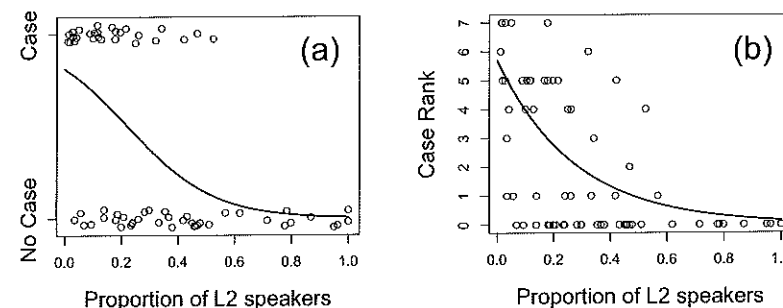 (a)
Case
No Case
0.0 0.2 0.4 0.6 0.8 1.0
Proportion of L2 speakers
(b)
Case Rank
7
6
5
4
3
2
1
0
0.0 0.2 0.4 0.6 0.8 1.0
Proportion of L2 speakers